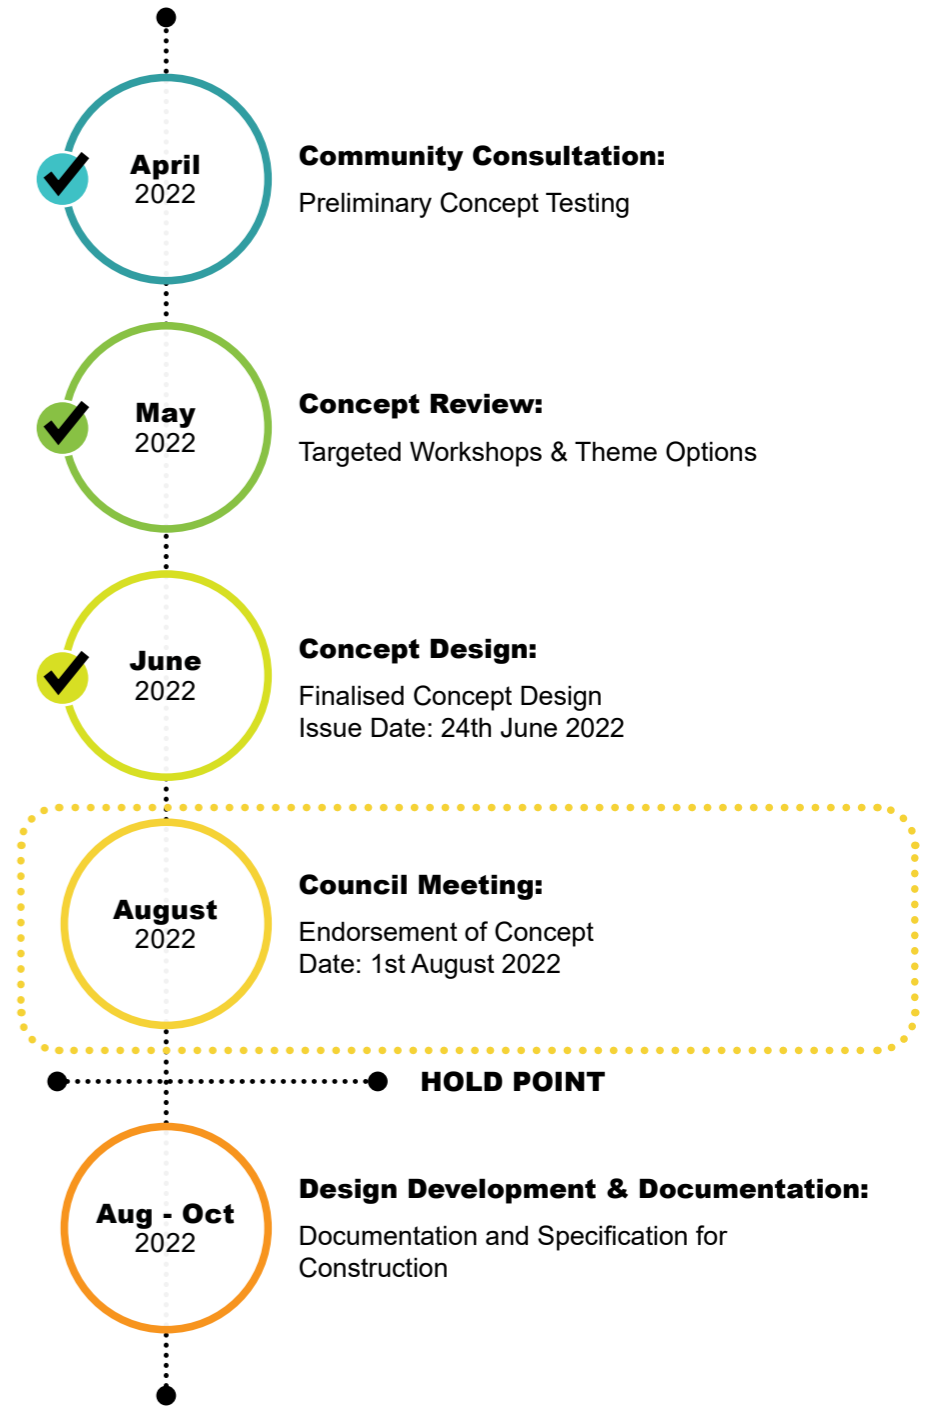 April
2022
Community Consultation:
Preliminary Concept Testing
May
2022
Concept Review:
Targeted Workshops & Theme Options
June
2022
Concept Design:
Finalised Concept Design
Issue Date: 24th June 2022
August
2022
Council Meeting:
Endorsement of Concept
Date: 1st August 2022
HOLD POINT
Aug - Oct
2022
Design Development & Documentation:
Documentation and Specification for
Construction